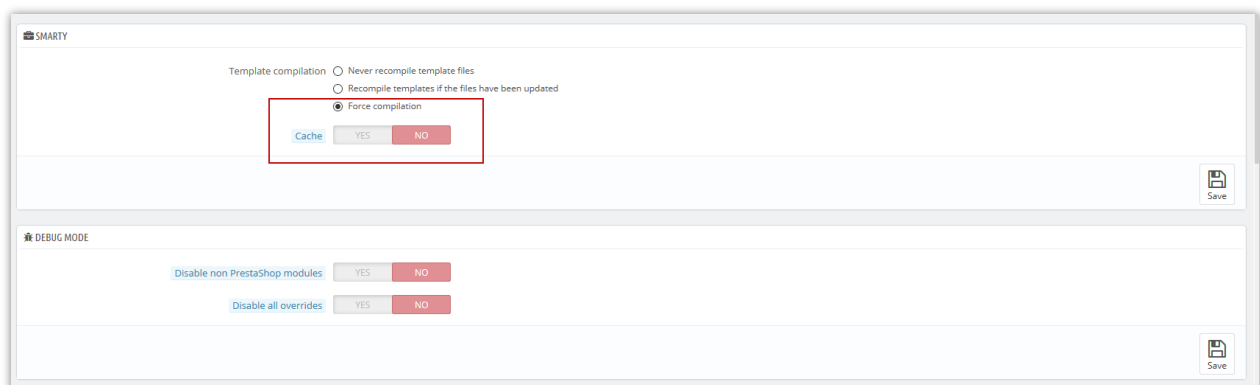 SMARTY
Template compilation Never recompile template files
Recompile templates if the files have been updated
Force compilation
Cache YES NO
Save
DEBUG MODE
Disable non PrestaShop modules YES NO
Disable all overrides YES NO
Save